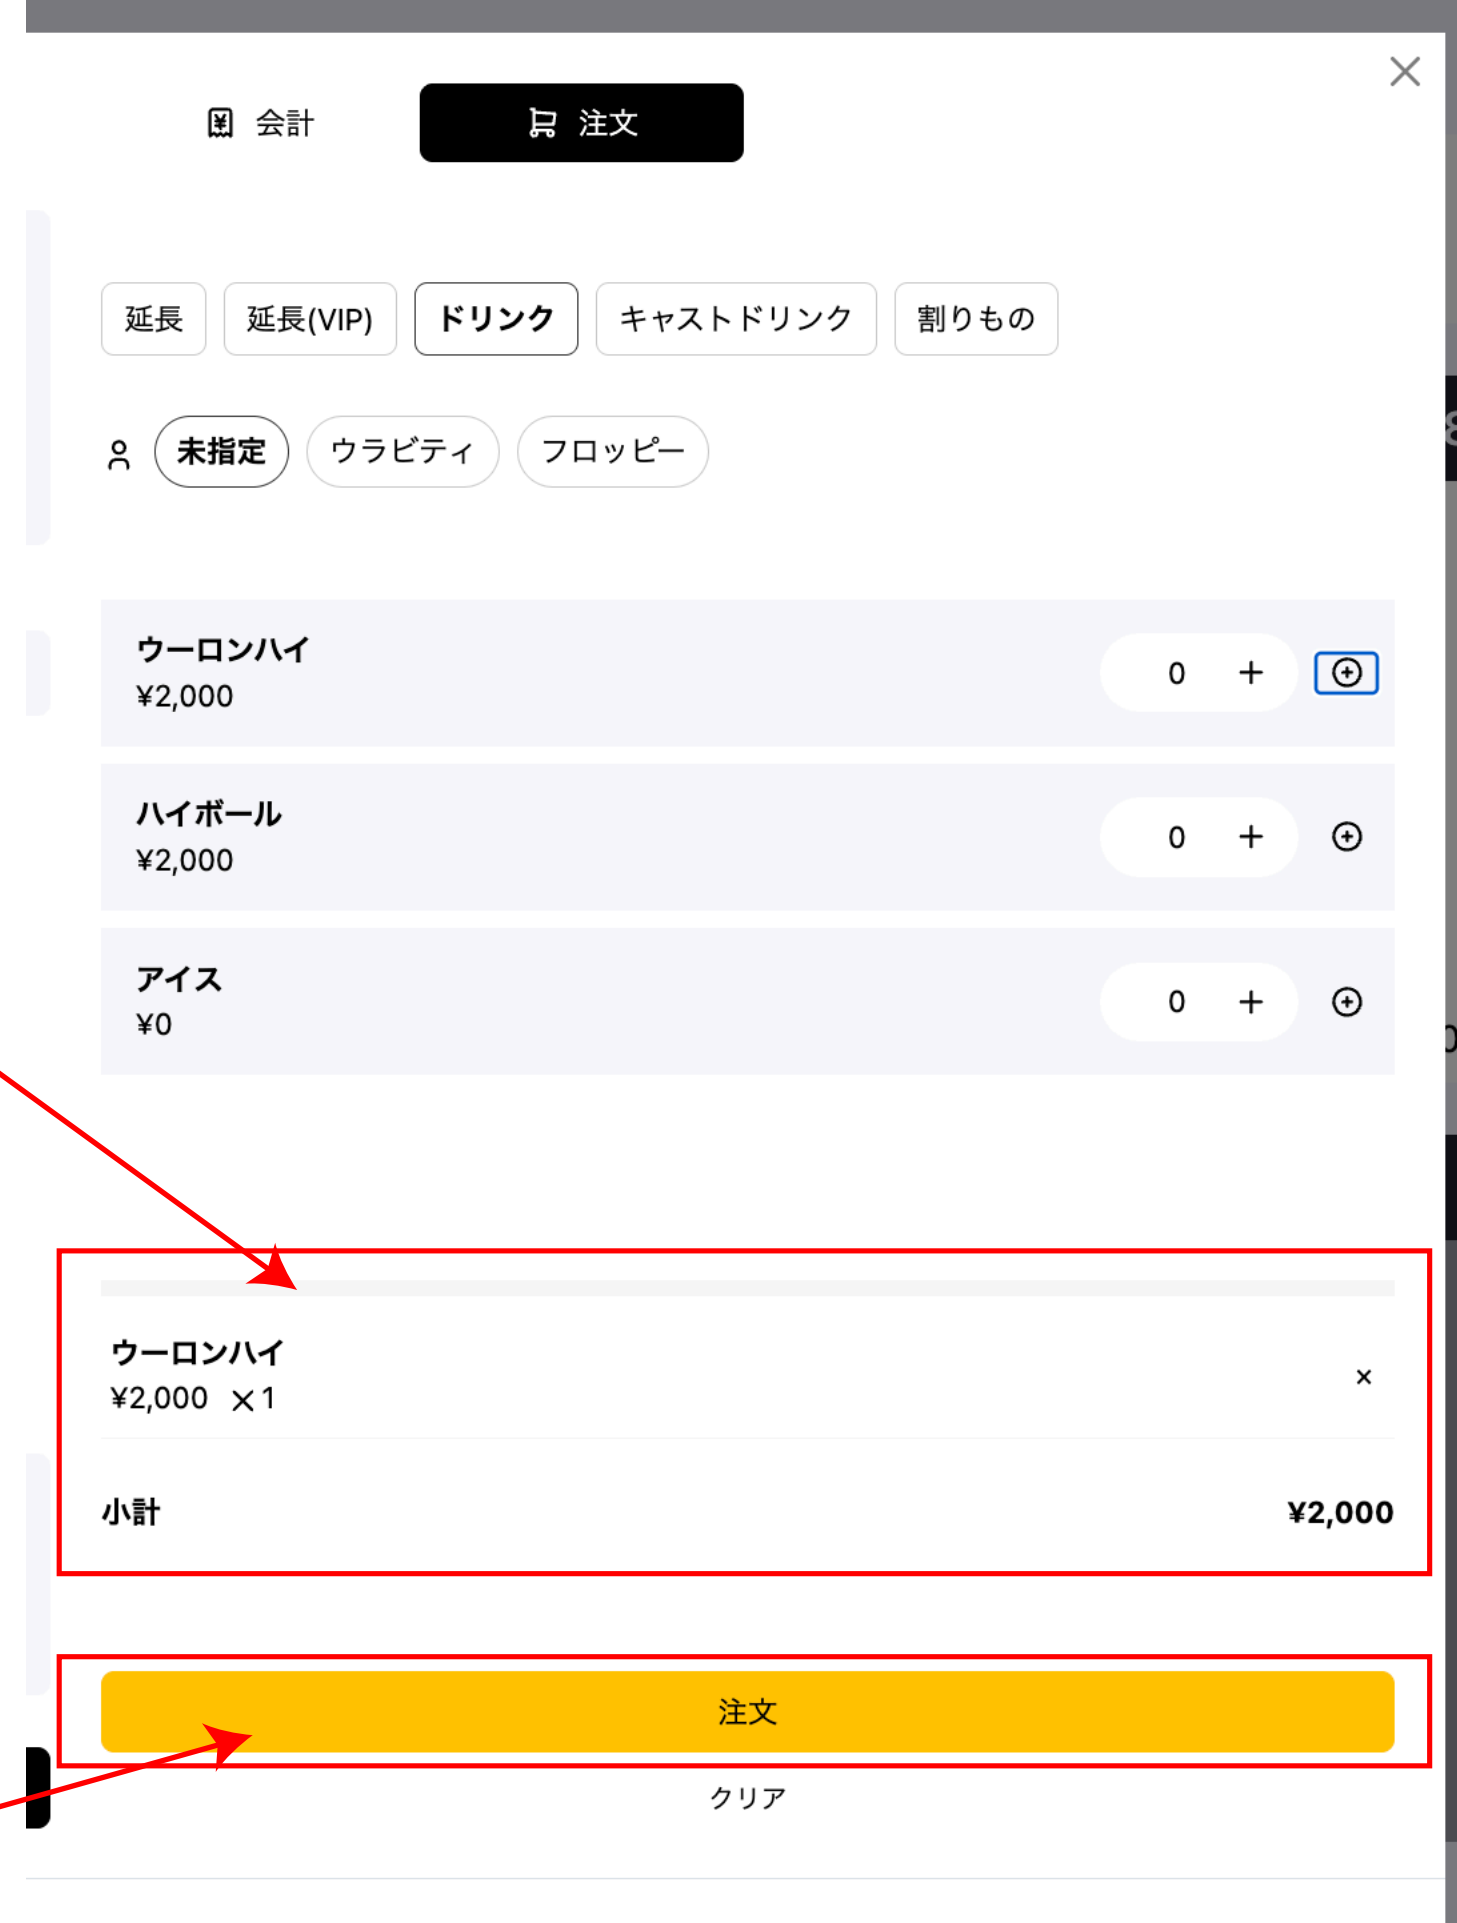 会計
注文
延長
延長(VIP)
ドリンク
キャストドリンク
割りもの
未指定
ウラビティ
フロッピー
ウーロンハイ
¥2,000
0 +
ハイボール
¥2,000
0 +
アイス
¥0
0 +
ウーロンハイ
¥2,000 ×1
×
小計
¥2,000
注文
クリア